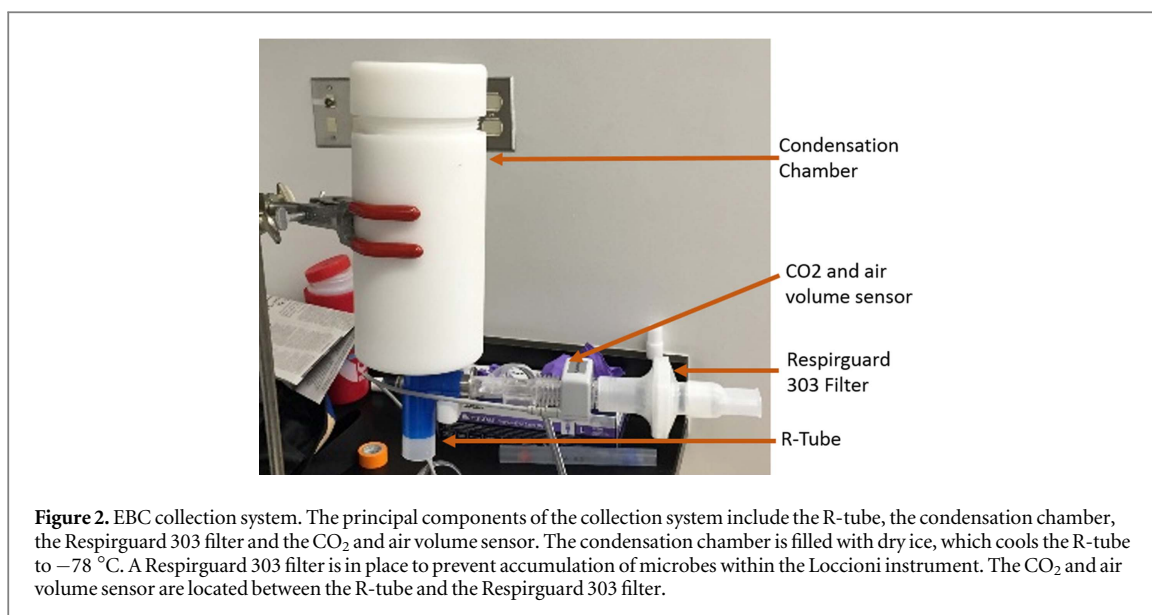 Condensation
Chamber
CO2 and air
volume sensor
Respirguard
303 Filter
R-Tube
Figure 2. EBC collection system. The principal components of the collection system include the R-tube, the condensation chamber,
the Respirguard 303 filter and the CO₂ and air volume sensor. The condensation chamber is filled with dry ice, which cools the R-tube
to −78 °C. A Respirguard 303 filter is in place to prevent accumulation of microbes within the Loccioni instrument. The CO₂ and air
volume sensor are located between the R-tube and the Respirguard 303 filter.